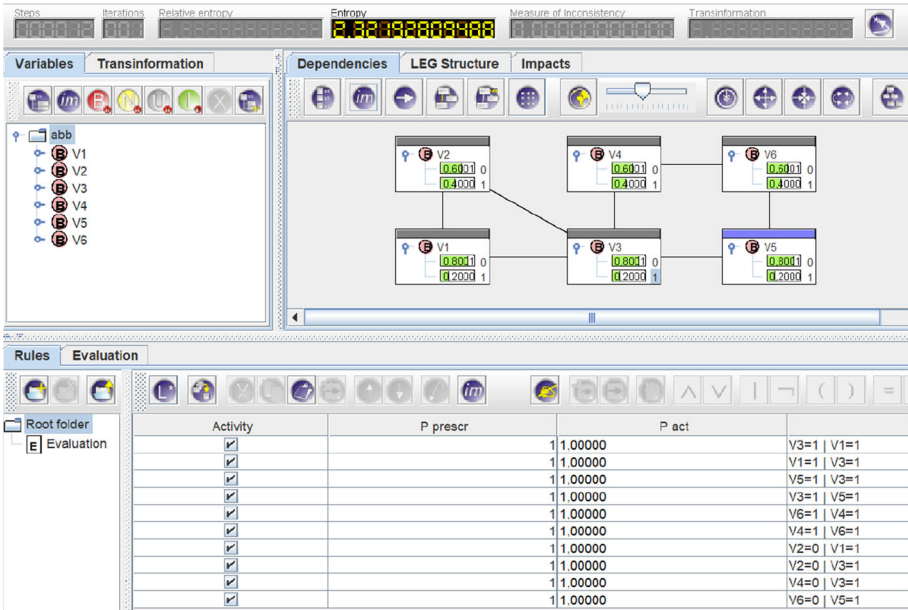 Steps Iterations Relative entropy Entropy Measure of Inconsistency Transinformation
Variables Transinformation
Dependencies LEG Structure Impacts
abb
V1
V2
V3
V4
V5
V6
V2 V4 V6
0.6001 0 0.6001 0 0.6001 0
0.4000 1 0.4000 1 0.4000 1
V1 V3 V5
0.8001 0 0.8001 0 0.8001 0
0.2000 1 0.2000 1 0.2000 1
Rules Evaluation
Root folder
E Evaluation
Activity P prescr P act
1 1.00000 V3=1 | V1=1
1 1.00000 V1=1 | V3=1
1 1.00000 V5=1 | V3=1
1 1.00000 V3=1 | V5=1
1 1.00000 V6=1 | V4=1
1 1.00000 V4=1 | V6=1
1 1.00000 V2=0 | V1=1
1 1.00000 V2=0 | V3=1
1 1.00000 V4=0 | V3=1
1 1.00000 V6=0 | V5=1